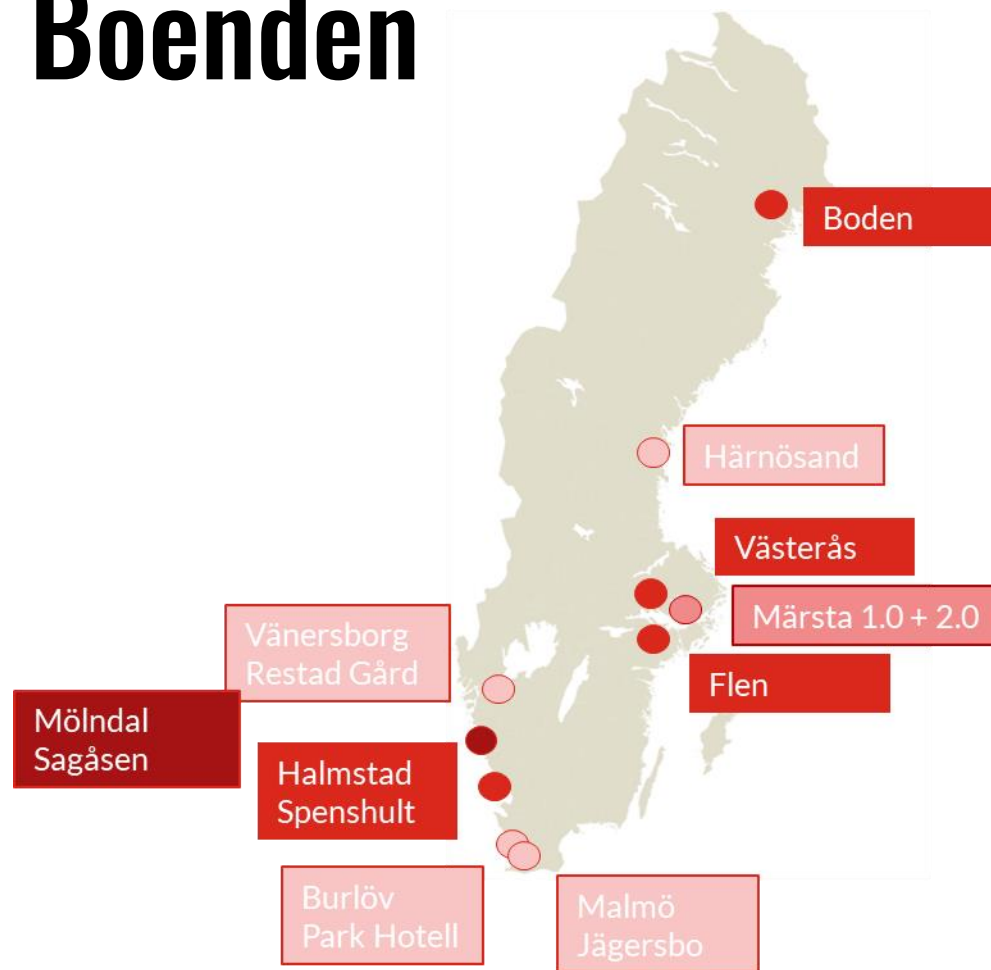 Boenden
Boden
Härnösand
Västerås
Märsta 1.0 + 2.0
Vänersborg
Restad Gård
Flen
Mölndal
Sagåsen
Halmstad
Spenshult
Burlöv
Park Hotell
Malmö
Jägersbo